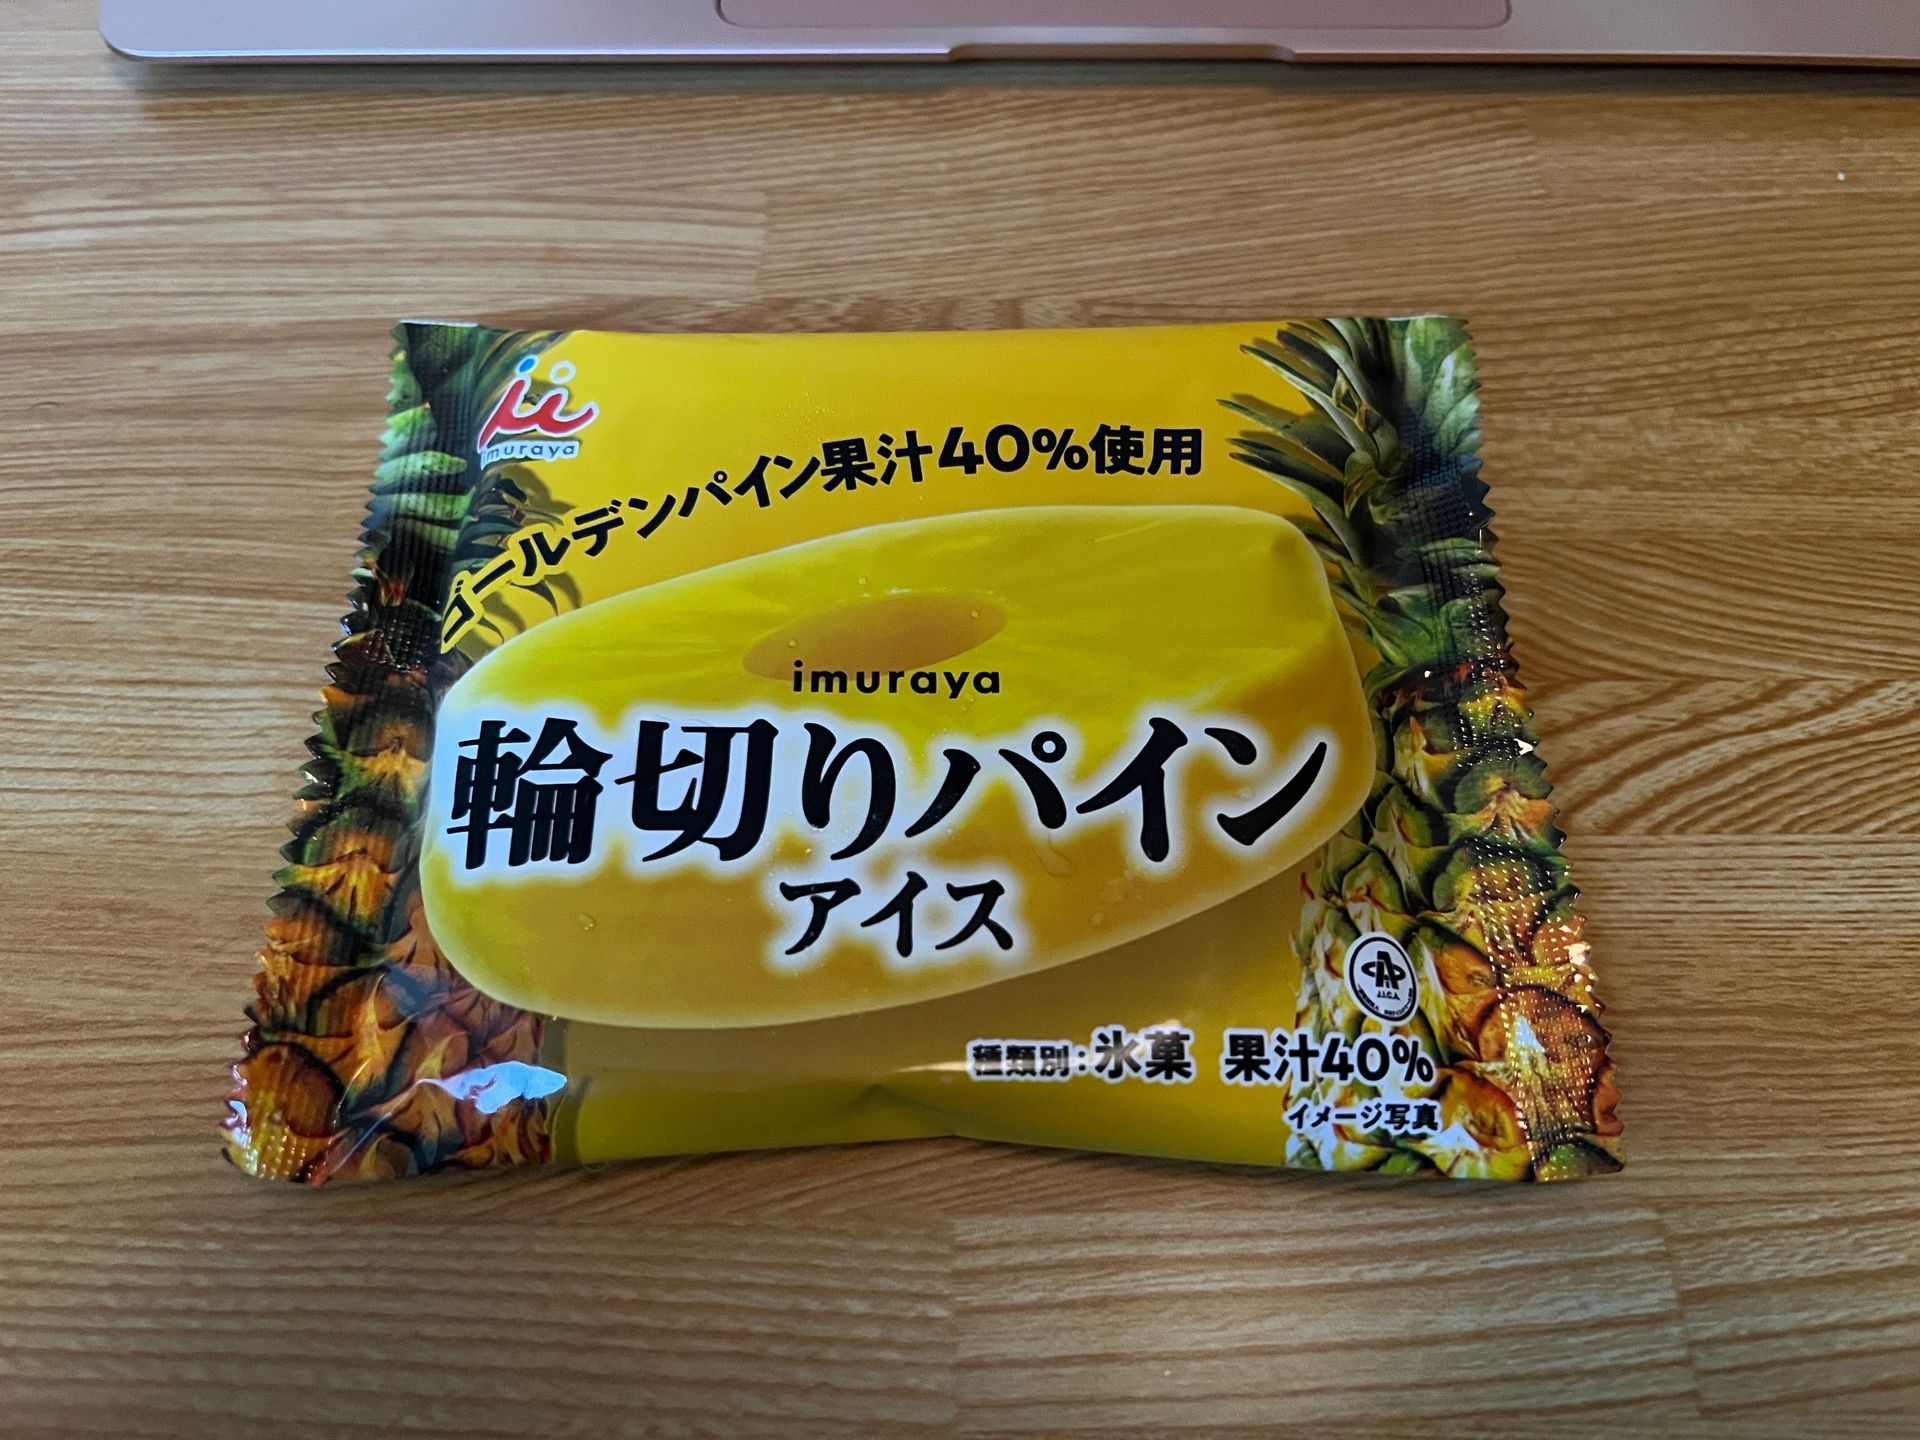 imuraya
ゴールデンパイン果汁40%使用
imuraya
輪切りパイン
アイス
J.I.C.A
種類別：氷菓 果汁40%
イメージ写真